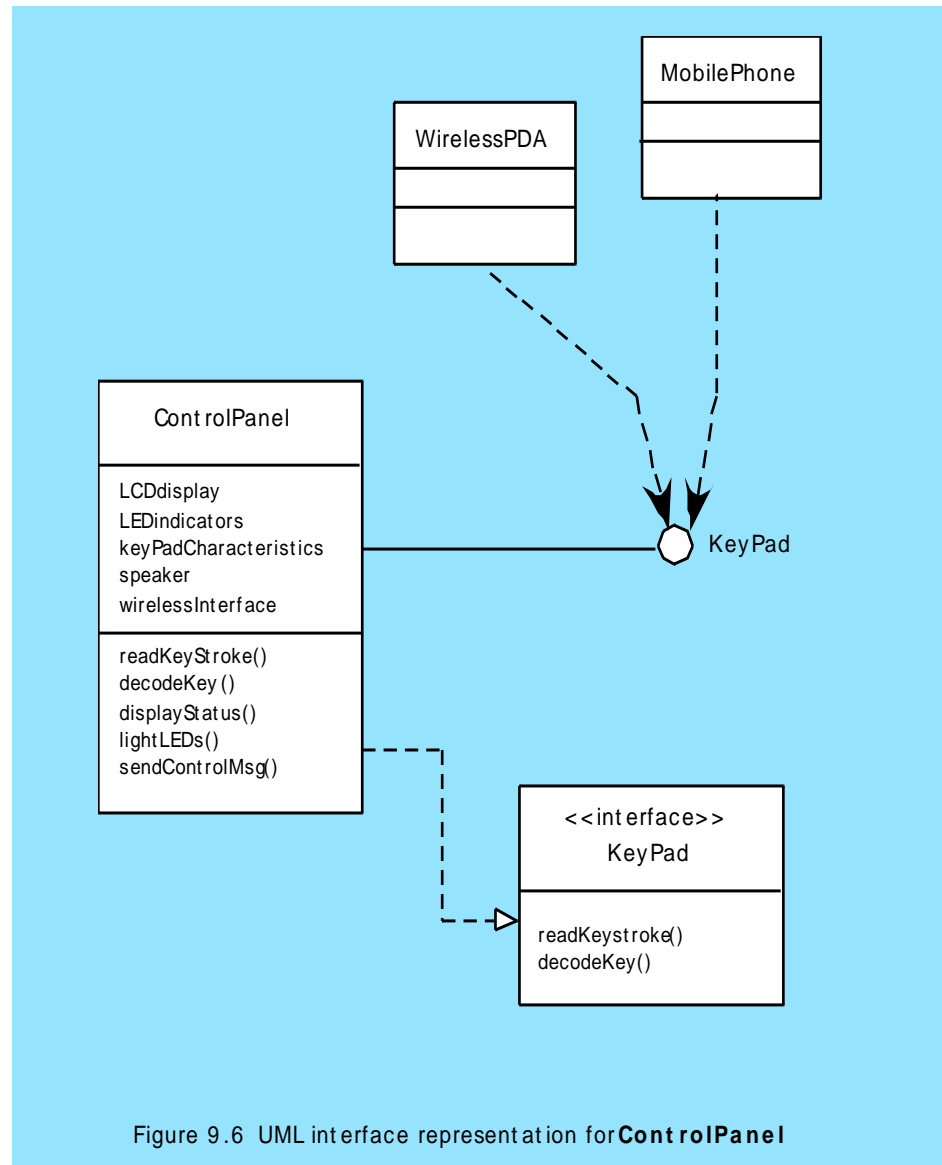 MobilePhone
WirelessPDA
ControlPanel
LCDdisplay
LEDindicators
keyPadCharacteristics
speaker
wirelessInterface
readKeyStroke()
decodeKey()
displayStatus()
lightLEDs()
sendControlMsg()
KeyPad
<<interface>>
KeyPad
readKeystroke()
decodeKey()
Figure 9.6 UML interface representation for ControlPanel